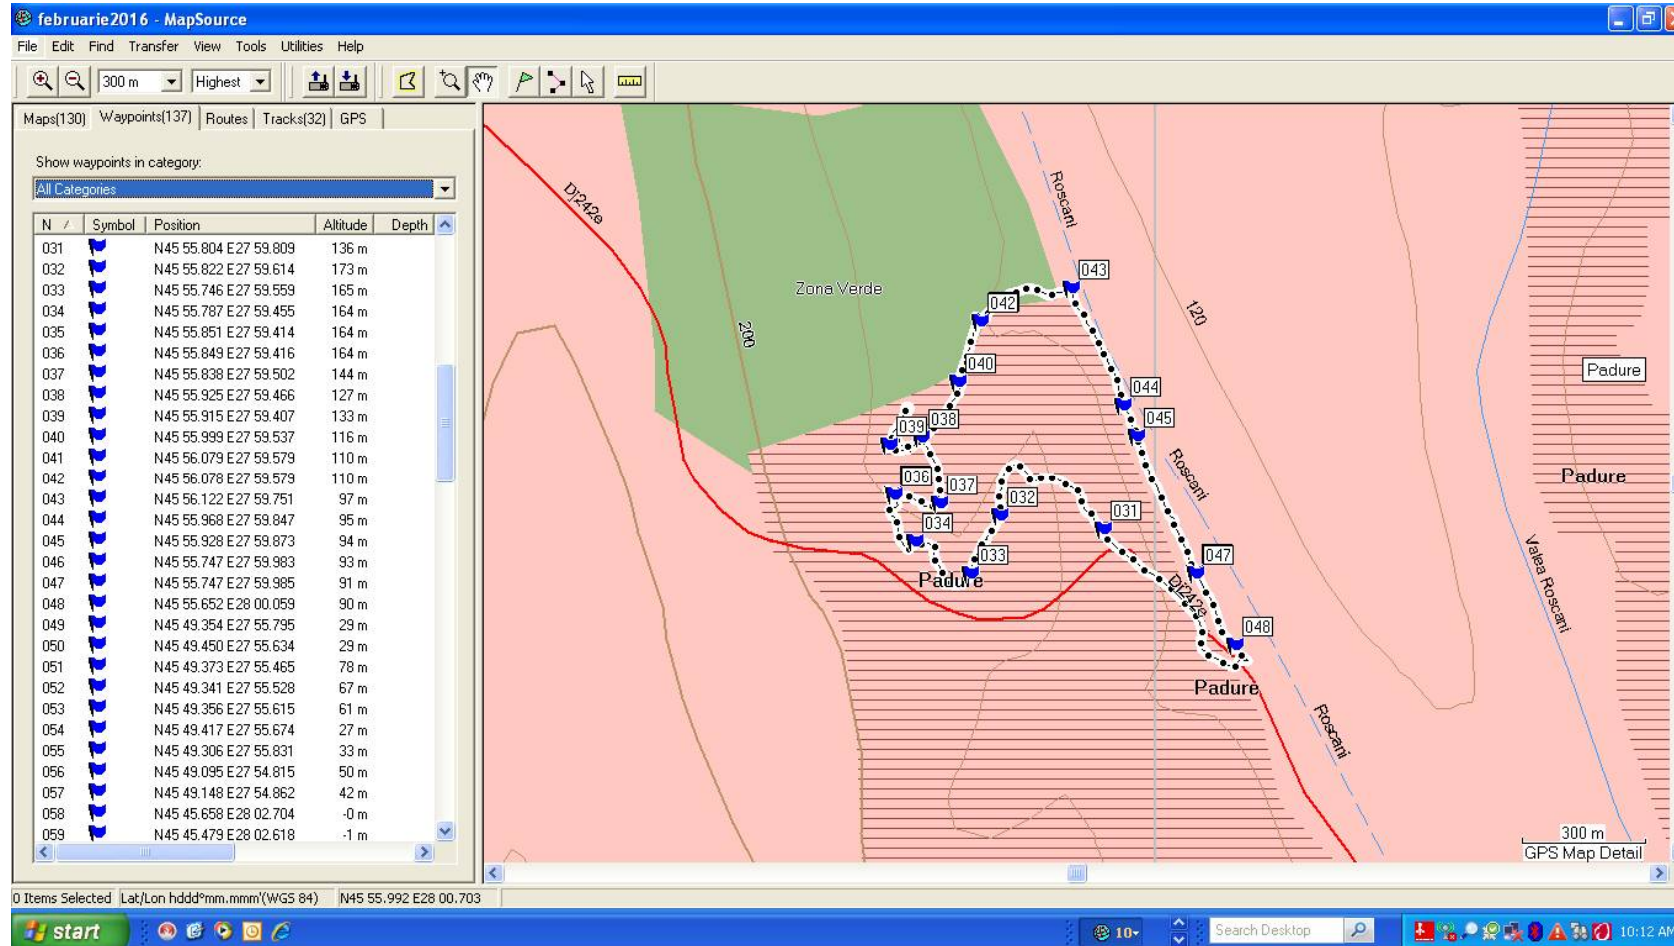 februarie2016 - MapSource
File Edit Find Transfer View Tools Utilities Help
300 m Highest
Maps(130) Waypoints(137) Routes Tracks(32) GPS
Show waypoints in category:
All Categories
N Symbol Position Altitude Depth
031 N45 55.804 E27 59.809 136 m
032 N45 55.822 E27 59.614 173 m
033 N45 55.746 E27 59.559 165 m
034 N45 55.787 E27 59.455 164 m
035 N45 55.851 E27 59.414 164 m
036 N45 55.849 E27 59.416 164 m
037 N45 55.838 E27 59.502 144 m
038 N45 55.925 E27 59.466 127 m
039 N45 55.915 E27 59.407 133 m
040 N45 55.999 E27 59.537 116 m
041 N45 56.079 E27 59.579 110 m
042 N45 56.078 E27 59.579 110 m
043 N45 56.122 E27 59.751 97 m
044 N45 55.968 E27 59.847 95 m
045 N45 55.928 E27 59.873 94 m
046 N45 55.747 E27 59.983 93 m
047 N45 55.747 E27 59.985 91 m
048 N45 55.652 E28 00.059 90 m
049 N45 49.354 E27 55.795 29 m
050 N45 49.450 E27 55.634 29 m
051 N45 49.373 E27 55.465 78 m
052 N45 49.341 E27 55.528 67 m
053 N45 49.356 E27 55.615 61 m
054 N45 49.417 E27 55.674 27 m
055 N45 49.306 E27 55.831 33 m
056 N45 49.095 E27 54.815 50 m
057 N45 49.148 E27 54.862 42 m
058 N45 45.658 E28 02.704 -0 m
059 N45 45.479 E28 02.618 -1 m
Dj242e
Roscani
043
Zona Verde
042
120
200
040
Padure
044
045
038
039
Roscani
Padure
036
037
032
031
034
033
047
Padure
Dj242e
Valea Roscani
048
Padure
Roscani
300 m
GPS Map Detail
0 Items Selected Lat/Lon hddd°mm.mmm'(WGS 84) N45 55.992 E28 00.703
start
10
Search Desktop
10:12 AM